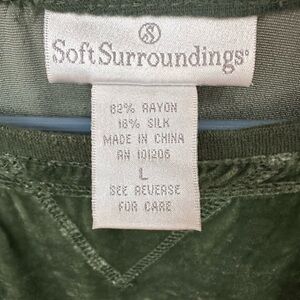 S
Soft Surroundings®
82% RAYON
18% SILK
MADE IN CHINA
RN 101206
L
SEE REVERSE
FOR CARE